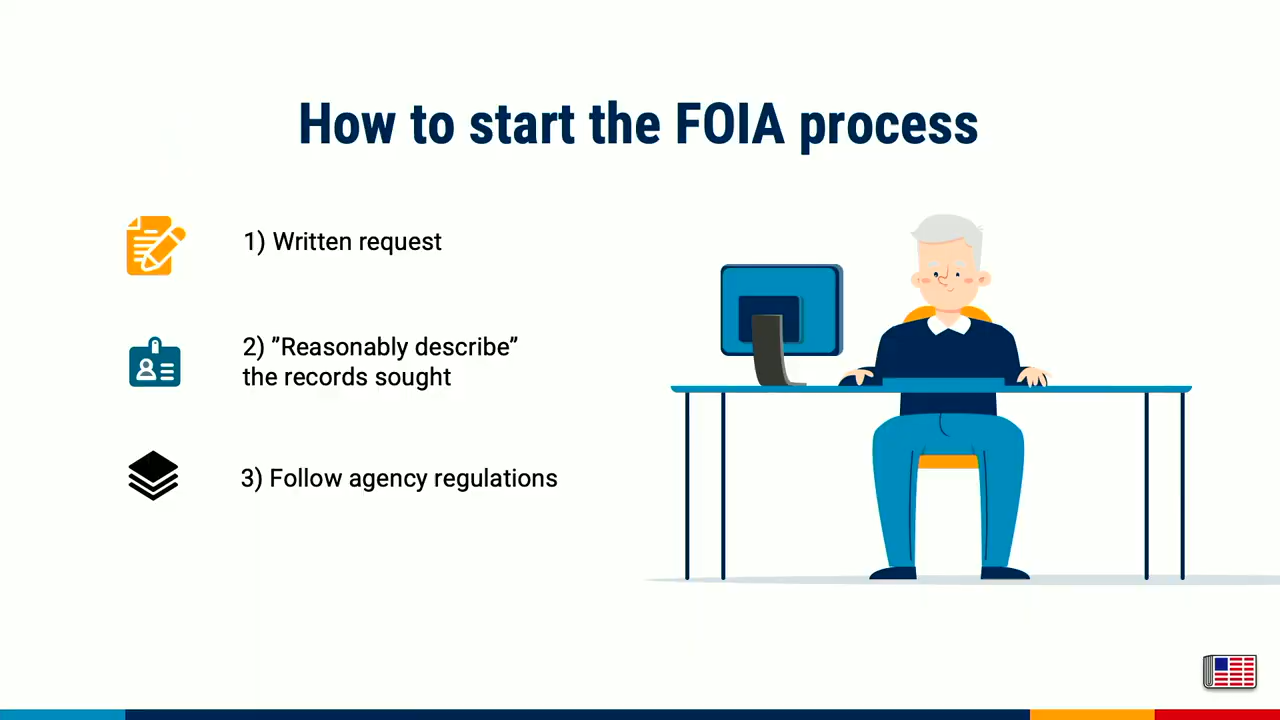 How to start the FOIA process
1) Written request
2) ”Reasonably describe”
the records sought
3) Follow agency regulations